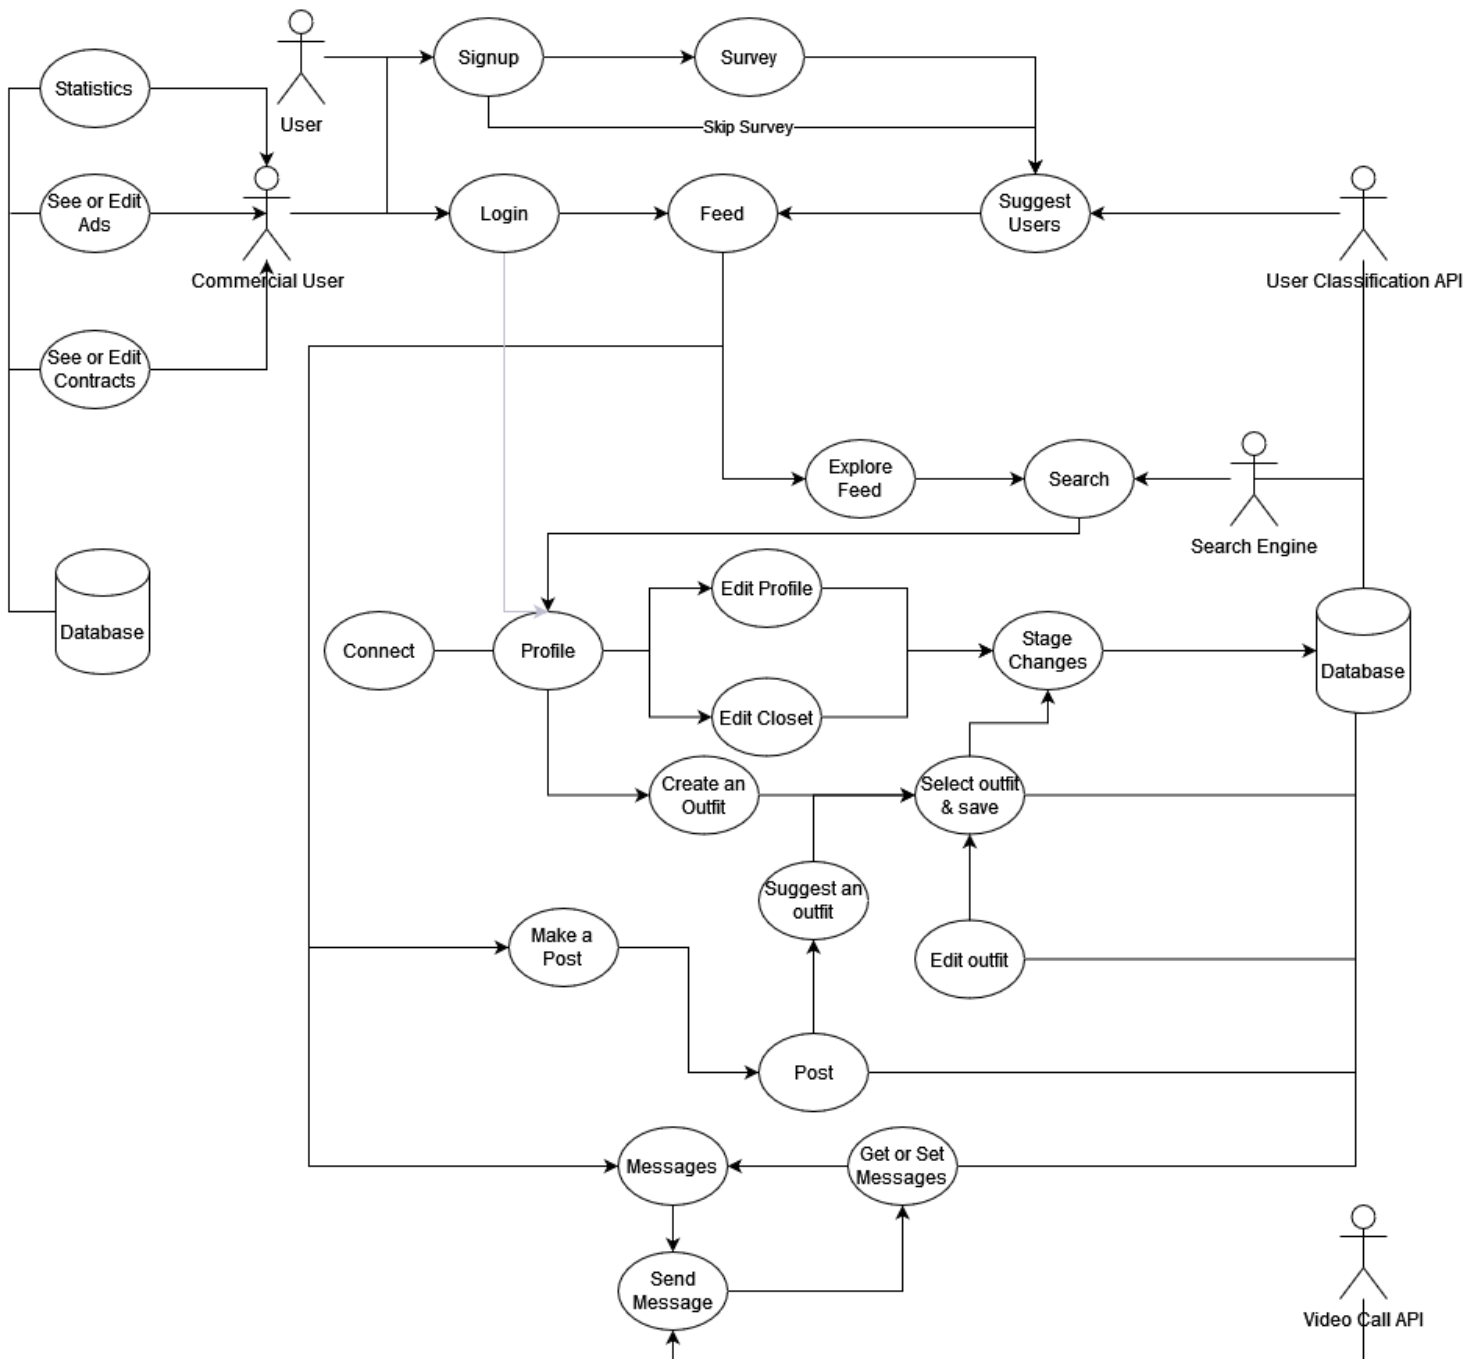 Signup
Survey
Statistics
User
Skip Survey
See or Edit
Ads
Login
Feed
Suggest
Users
Commercial User
User Classification API
See or Edit
Contracts
Explore
Feed
Search
Search Engine
Edit Profile
Database
Connect
Profile
Stage
Changes
Database
Edit Closet
Create an
Outfit
Select outfit
& save
Suggest an
outfit
Make a
Post
Edit outfit
Post
Messages
Get or Set
Messages
Send
Message
Video Call API